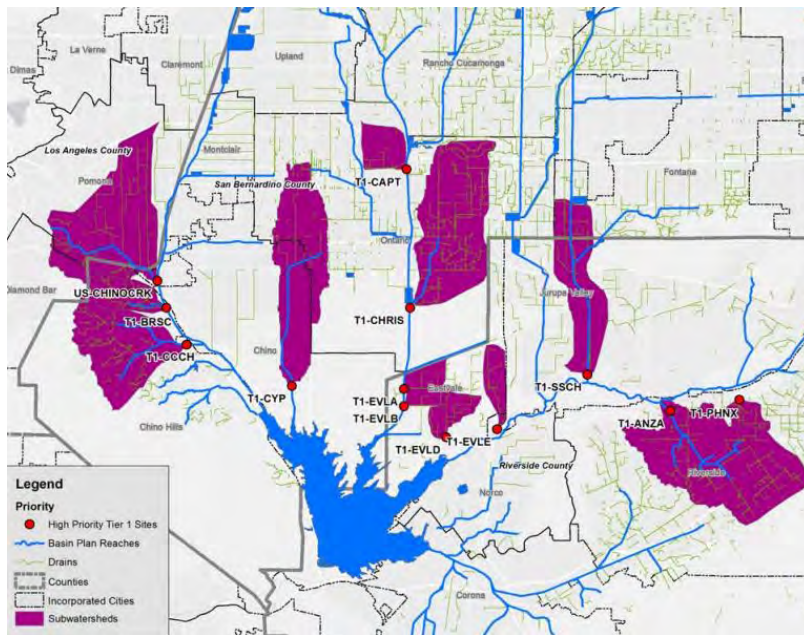 La Verne
Dimas
Claremont
Upland
Rancho Cucamonga
Los Angeles County
Montclair
Pomona
T1-CAPT
San Bernardino County
Fontana
Ontario
Diamond Bar
US-CHINOCRK
Jurupa Valley
T1-BRSC
T1-CHRIS
T1-CCCH
Chino
T1-SSCH
T1-CYP
Eastvale
T1-EVLA
T1-EVLB
T1-ANZA
T1-PHNX
Chino Hills
T1-EVLD
T1-EVLE
Riverside County
Riverside
Norco
Corona
Legend
Priority
High Priority Tier 1 Sites
Basin Plan Reaches
Drains
Counties
Incorporated Cities
Subwatersheds